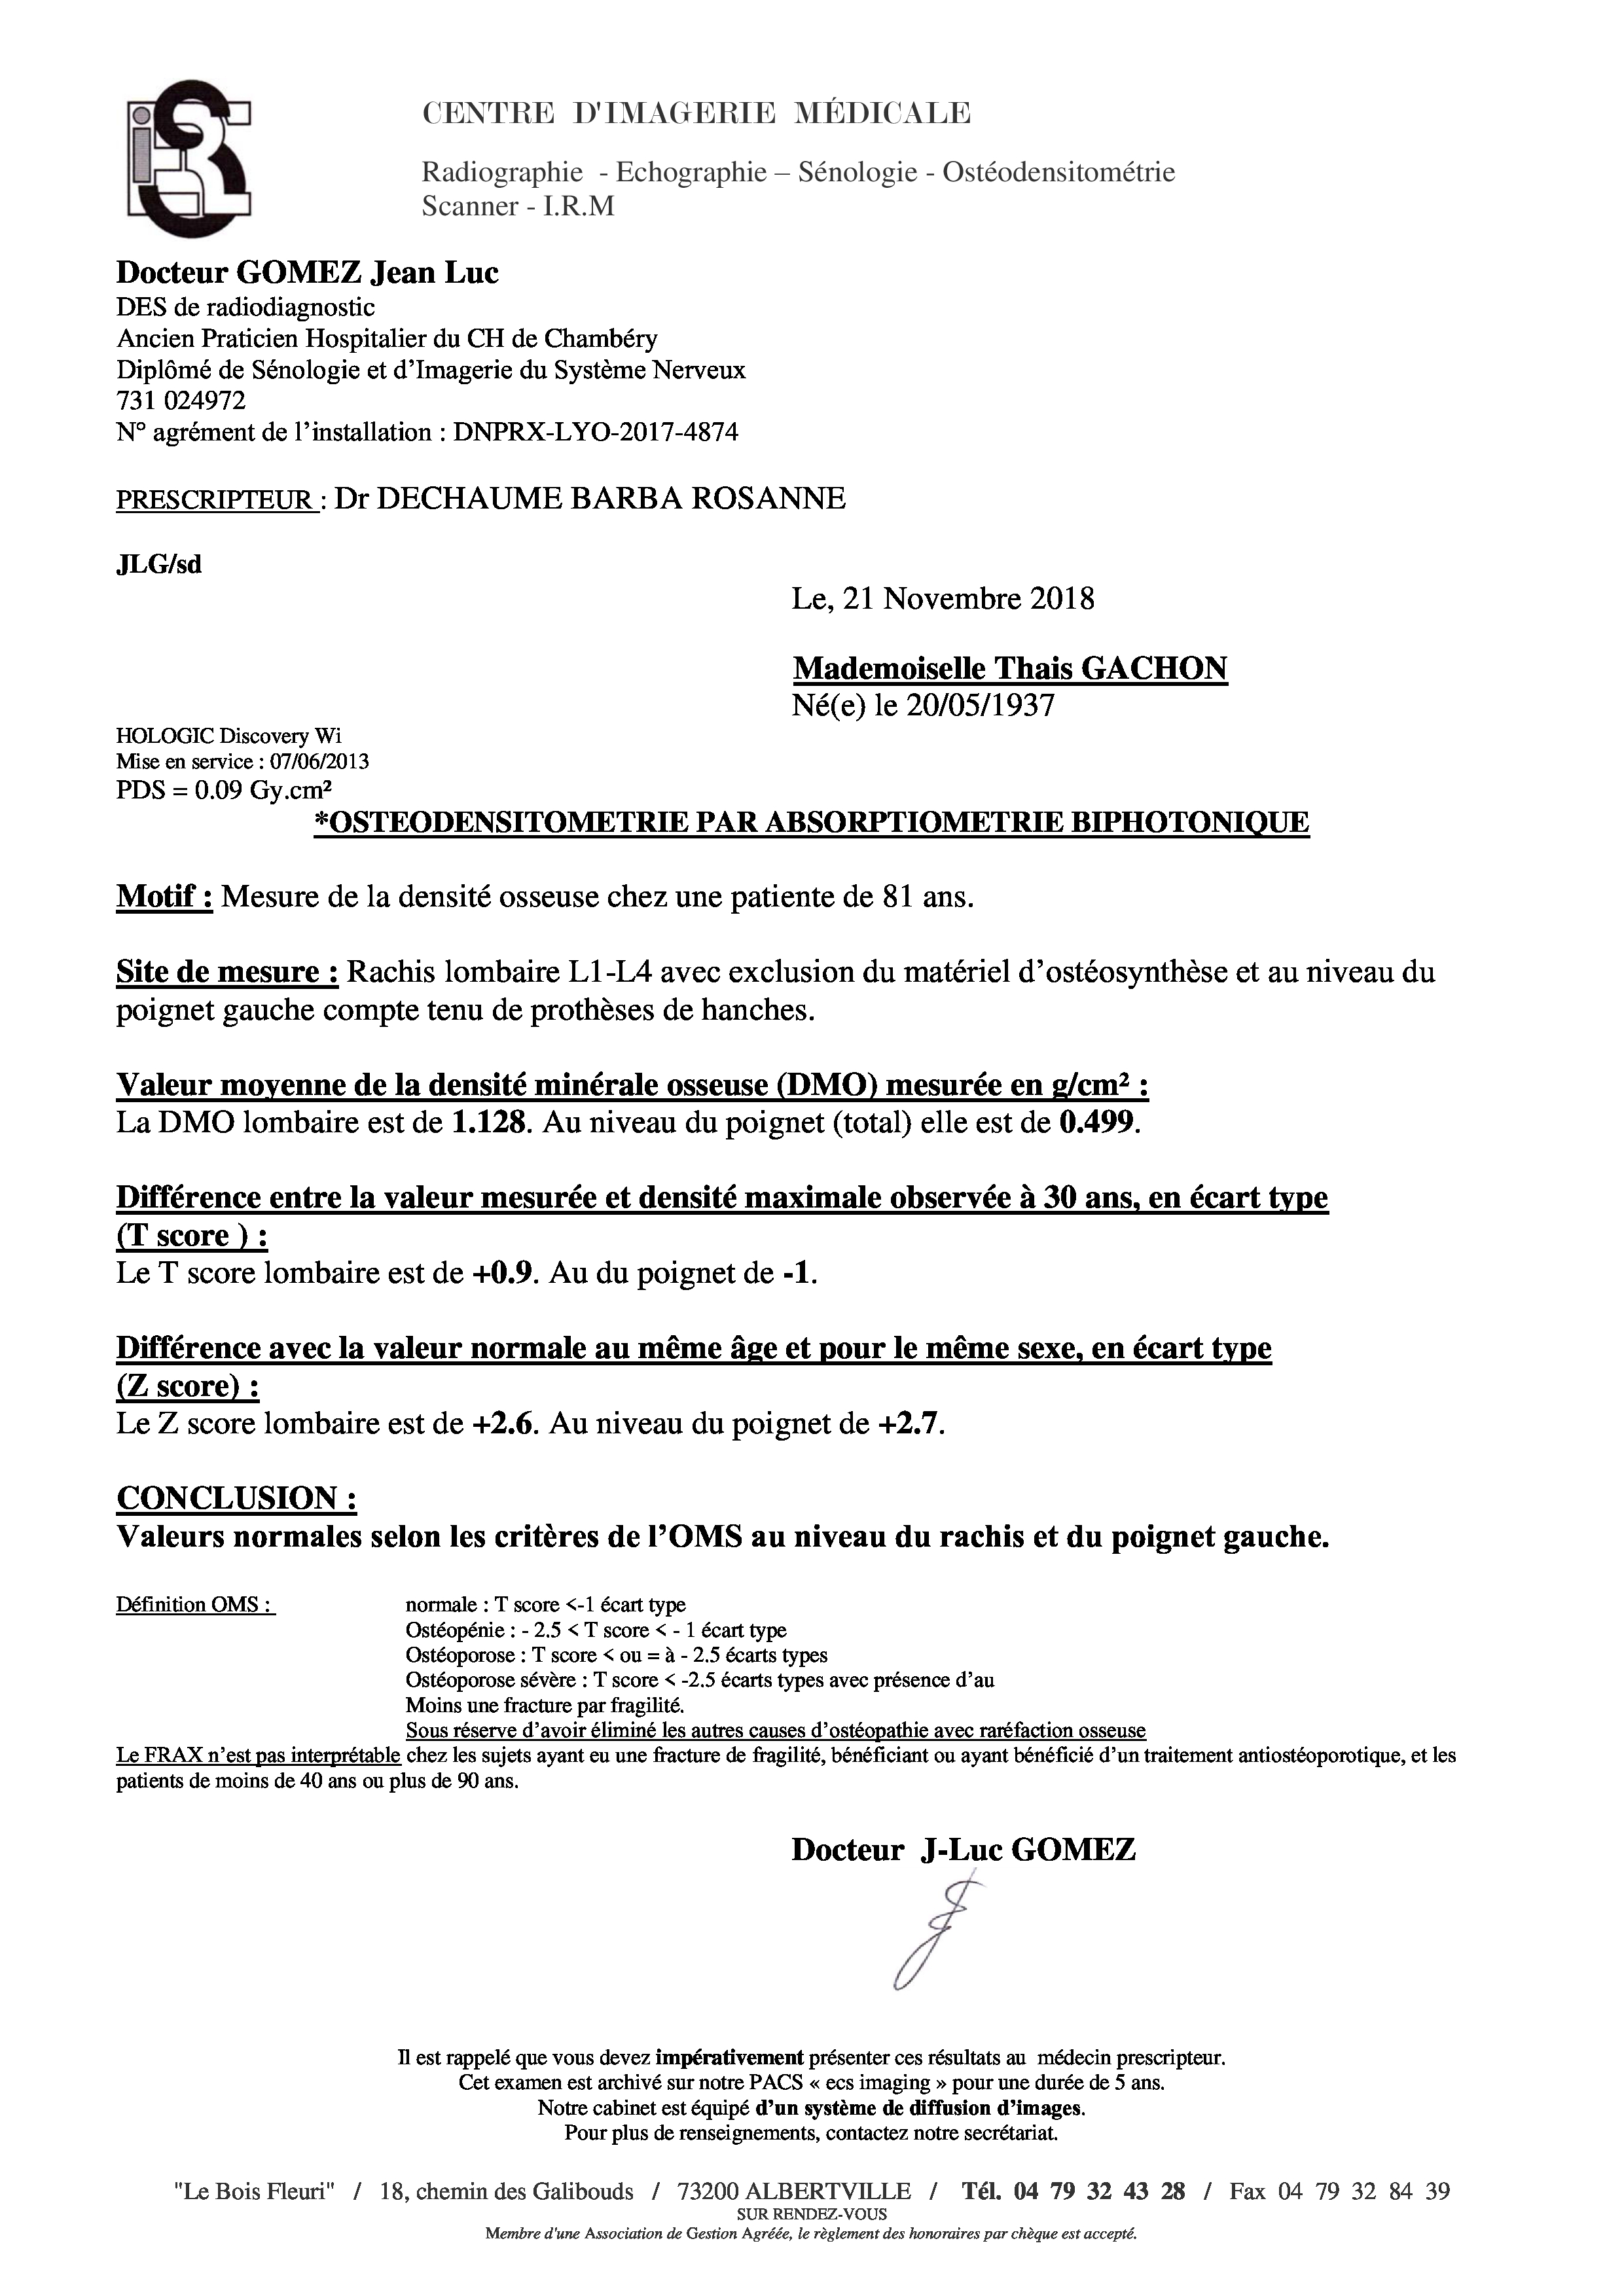 CENTRE D'IMAGERIE MÉDICALE
Radiographie - Echographie – Sénologie - Ostéodensitométrie
Scanner - I.R.M
Docteur GOMEZ Jean Luc
DES de radiodiagnostic
Ancien Praticien Hospitalier du CH de Chambéry
Diplômé de Sénologie et d’Imagerie du Système Nerveux
731 024972
N° agrément de l’installation : DNPRX-LYO-2017-4874
PRESCRIPTEUR : Dr DECHAUME BARBA ROSANNE
JLG/sd
Le, 21 Novembre 2018
Mademoiselle Thais GACHON
Né(e) le 20/05/1937
HOLOGIC Discovery Wi
Mise en service : 07/06/2013
PDS = 0.09 Gy.cm²
*OSTEODENSITOMETRIE PAR ABSORPTIOMETRIE BIPHOTONIQUE
Motif : Mesure de la densité osseuse chez une patiente de 81 ans.
Site de mesure : Rachis lombaire L1-L4 avec exclusion du matériel d’ostéosynthèse et au niveau du
poignet gauche compte tenu de prothèses de hanches.
Valeur moyenne de la densité minérale osseuse (DMO) mesurée en g/cm² :
La DMO lombaire est de 1.128. Au niveau du poignet (total) elle est de 0.499.
Différence entre la valeur mesurée et densité maximale observée à 30 ans, en écart type
(T score ) :
Le T score lombaire est de +0.9. Au du poignet de -1.
Différence avec la valeur normale au même âge et pour le même sexe, en écart type
(Z score) :
Le Z score lombaire est de +2.6. Au niveau du poignet de +2.7.
CONCLUSION :
Valeurs normales selon les critères de l’OMS au niveau du rachis et du poignet gauche.
Définition OMS : normale : T score <-1 écart type
Ostéopénie : - 2.5 < T score < - 1 écart type
Ostéoporose : T score < ou = à - 2.5 écarts types
Ostéoporose sévère : T score < -2.5 écarts types avec présence d’au
Moins une fracture par fragilité.
Sous réserve d’avoir éliminé les autres causes d’ostéopathie avec raréfaction osseuse
Le FRAX n’est pas interprétable chez les sujets ayant eu une fracture de fragilité, bénéficiant ou ayant bénéficié d’un traitement antiostéoporotique, et les
patients de moins de 40 ans ou plus de 90 ans.
Docteur J-Luc GOMEZ
Il est rappelé que vous devez impérativement présenter ces résultats au médecin prescripteur.
Cet examen est archivé sur notre PACS « ecs imaging » pour une durée de 5 ans.
Notre cabinet est équipé d’un système de diffusion d’images.
Pour plus de renseignements, contactez notre secrétariat.
"Le Bois Fleuri" / 18, chemin des Galibouds / 73200 ALBERTVILLE / Tél. 04 79 32 43 28 / Fax 04 79 32 84 39
SUR RENDEZ-VOUS
Membre d'une Association de Gestion Agréée, le règlement des honoraires par chèque est accepté.